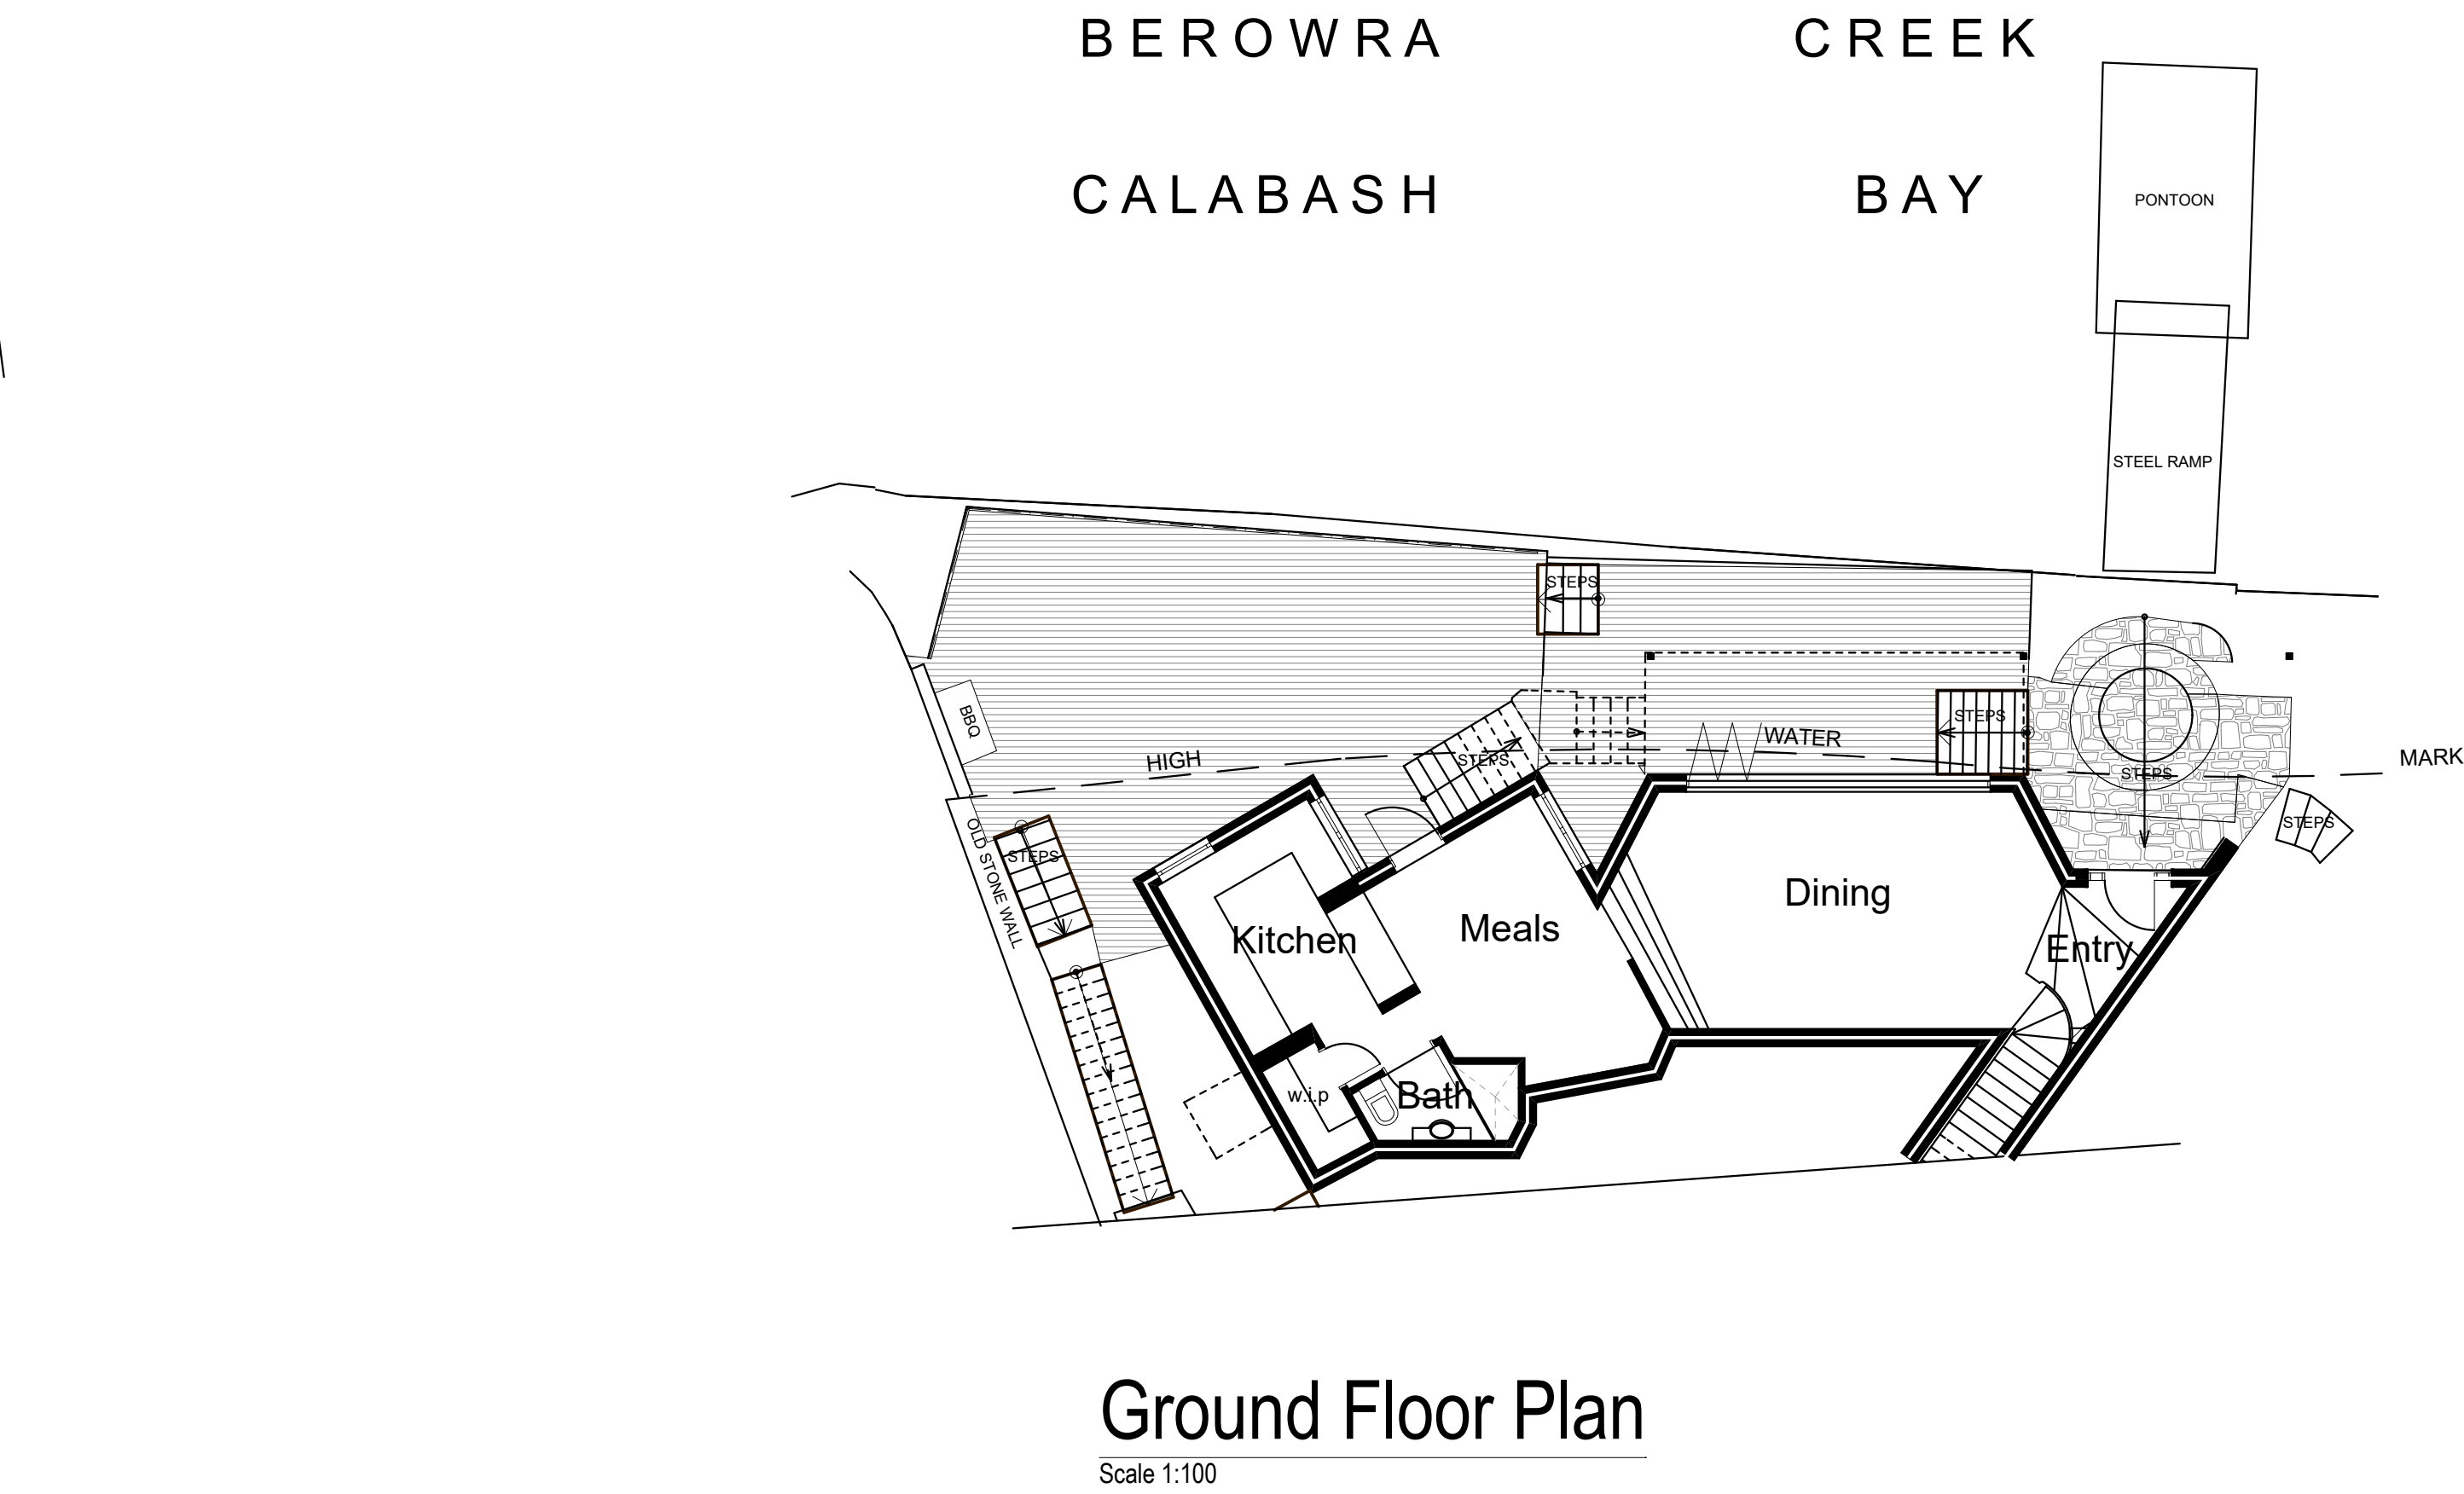 BEROWRA CREEK
CALABASH BAY
PONTOON
STEEL RAMP
STEPS
BBQ
STEPS
STEPS
HIGH WATER MARK
STEPS
STEPS
STEPS
OLD STONE WALL
STEPS
Dining
Meals
Kitchen
Entry
w.i.p
Bath
Ground Floor Plan
Scale 1:100